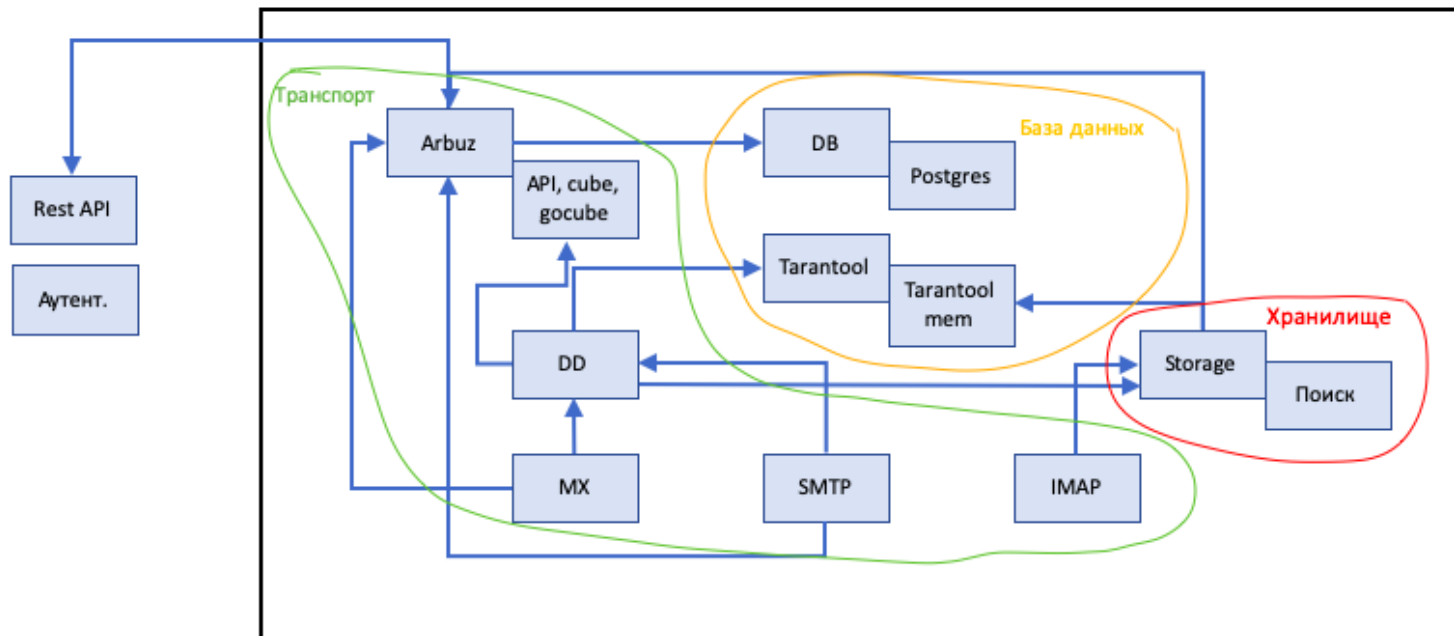 Транспорт
Arbuz
DB
База данных
API, cube,
gocube
Postgres
Rest API
Аутент.
Tarantool
Tarantool
mem
Хранилище
DD
Storage
Поиск
MX
SMTP
IMAP